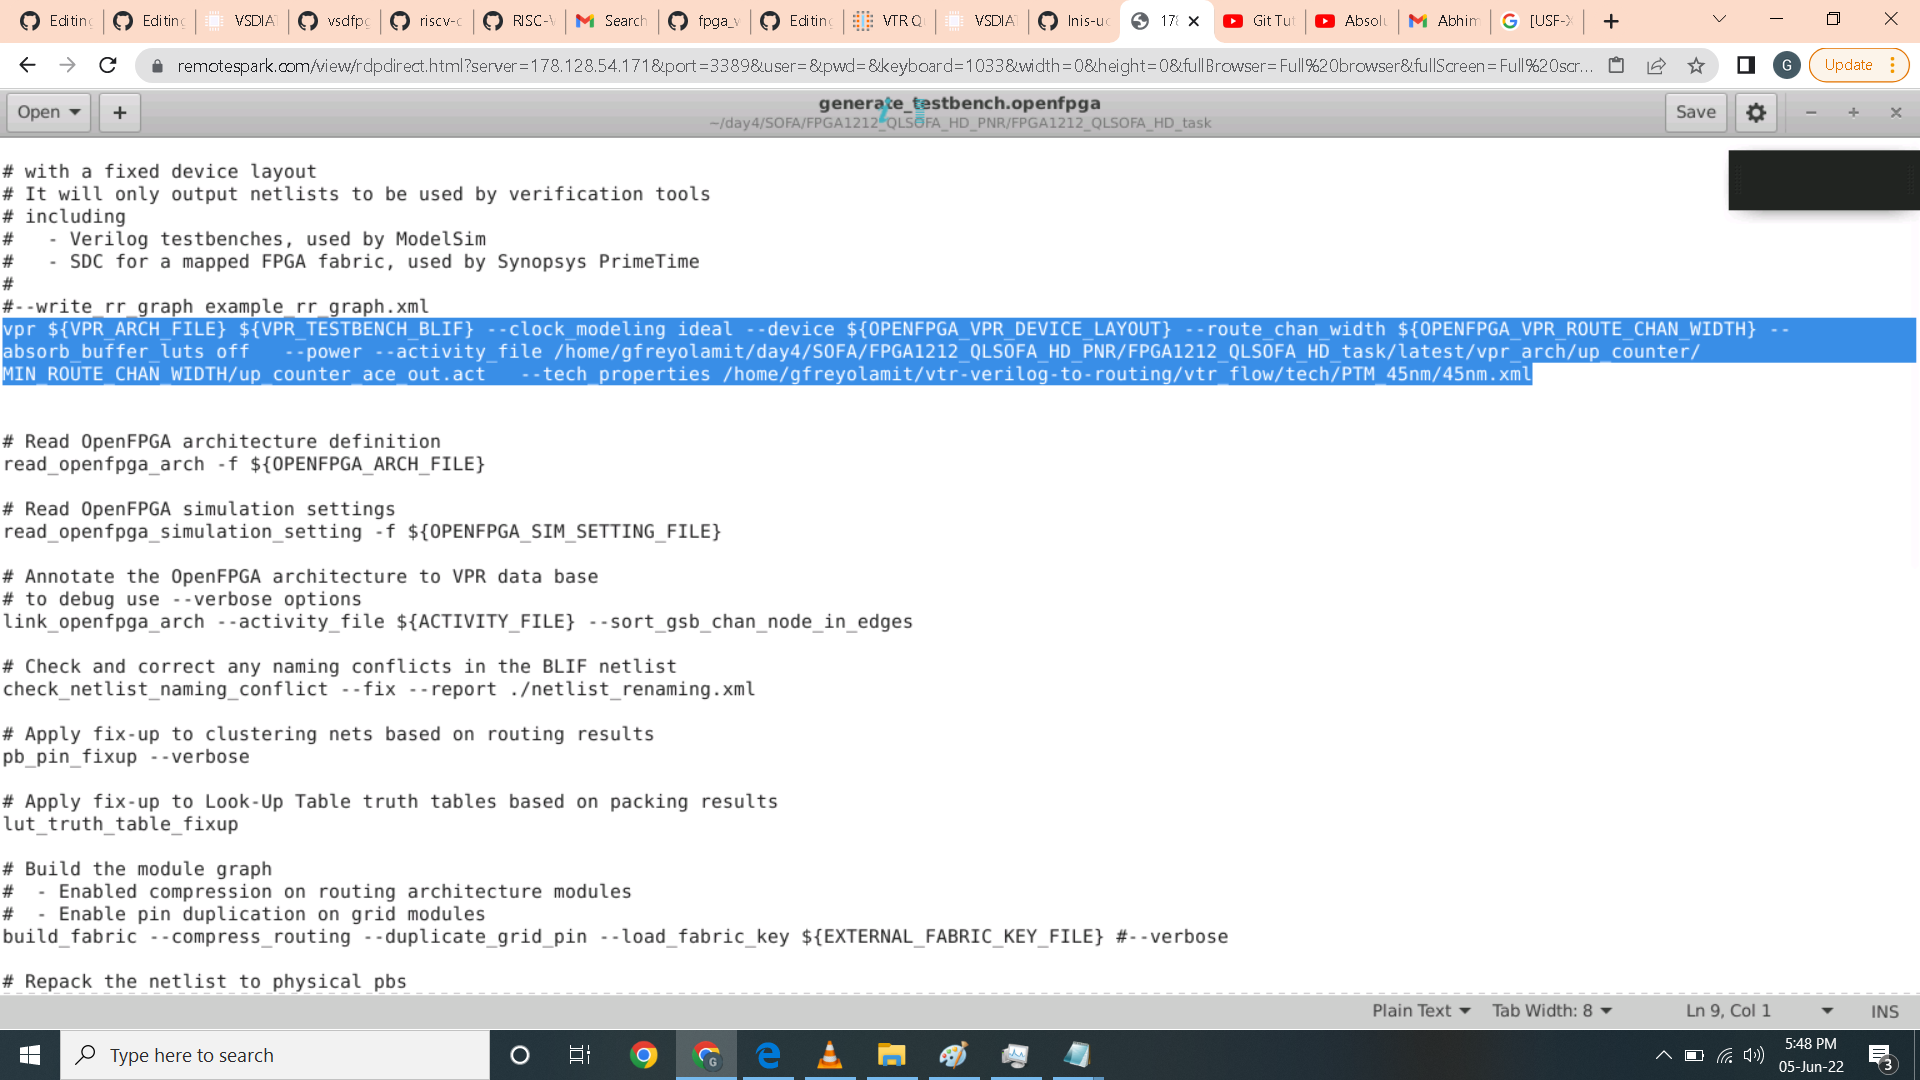 Editing
Editing
VSDIA
vsdfpg
riscv-c
RISC-V
Search
fpga_v
Editing
VTR Q
VSDIA
lnis-uo
178
Git Tut
Absolu
Abhim
[USF-X
remotespark.com/view/rdpdirect.html?server=178.128.54.171&port=3389&user=&pwd=&keyboard=1033&width=0&height=0&fullBrowser=Full%20browser&fullScreen=Full%20scr...
G
Update
Open
generate_testbench.openfpga
~/day4/SOFA/FPGA1212_QLSOFA_HD_PNR/FPGA1212_QLSOFA_HD_task
Save
# with a fixed device layout
# It will only output netlists to be used by verification tools
# including
#   - Verilog testbenches, used by ModelSim
#   - SDC for a mapped FPGA fabric, used by Synopsys PrimeTime
#
#--write_rr_graph example_rr_graph.xml
vpr ${VPR_ARCH_FILE} ${VPR_TESTBENCH_BLIF} --clock_modeling ideal --device ${OPENFPGA_VPR_DEVICE_LAYOUT} --route_chan_width ${OPENFPGA_VPR_ROUTE_CHAN_WIDTH} --
absorb_buffer_luts off   --power --activity_file /home/gfreyolamit/day4/SOFA/FPGA1212_QLSOFA_HD_PNR/FPGA1212_QLSOFA_HD_task/latest/vpr_arch/up_counter/
MIN_ROUTE_CHAN_WIDTH/up_counter_ace_out.act   --tech_properties /home/gfreyolamit/vtr-verilog-to-routing/vtr_flow/tech/PTM_45nm/45nm.xml
# Read OpenFPGA architecture definition
read_openfpga_arch -f ${OPENFPGA_ARCH_FILE}
# Read OpenFPGA simulation settings
read_openfpga_simulation_setting -f ${OPENFPGA_SIM_SETTING_FILE}
# Annotate the OpenFPGA architecture to VPR data base
# to debug use --verbose options
link_openfpga_arch --activity_file ${ACTIVITY_FILE} --sort_gsb_chan_node_in_edges
# Check and correct any naming conflicts in the BLIF netlist
check_netlist_naming_conflict --fix --report ./netlist_renaming.xml
# Apply fix-up to clustering nets based on routing results
pb_pin_fixup --verbose
# Apply fix-up to Look-Up Table truth tables based on packing results
lut_truth_table_fixup
# Build the module graph
#  - Enabled compression on routing architecture modules
#  - Enable pin duplication on grid modules
build_fabric --compress_routing --duplicate_grid_pin --load_fabric_key ${EXTERNAL_FABRIC_KEY_FILE} #--verbose
# Repack the netlist to physical pbs
Plain Text
Tab Width: 8
Ln 9, Col 1
INS
Type here to search
G
5:48 PM
05-Jun-22
3